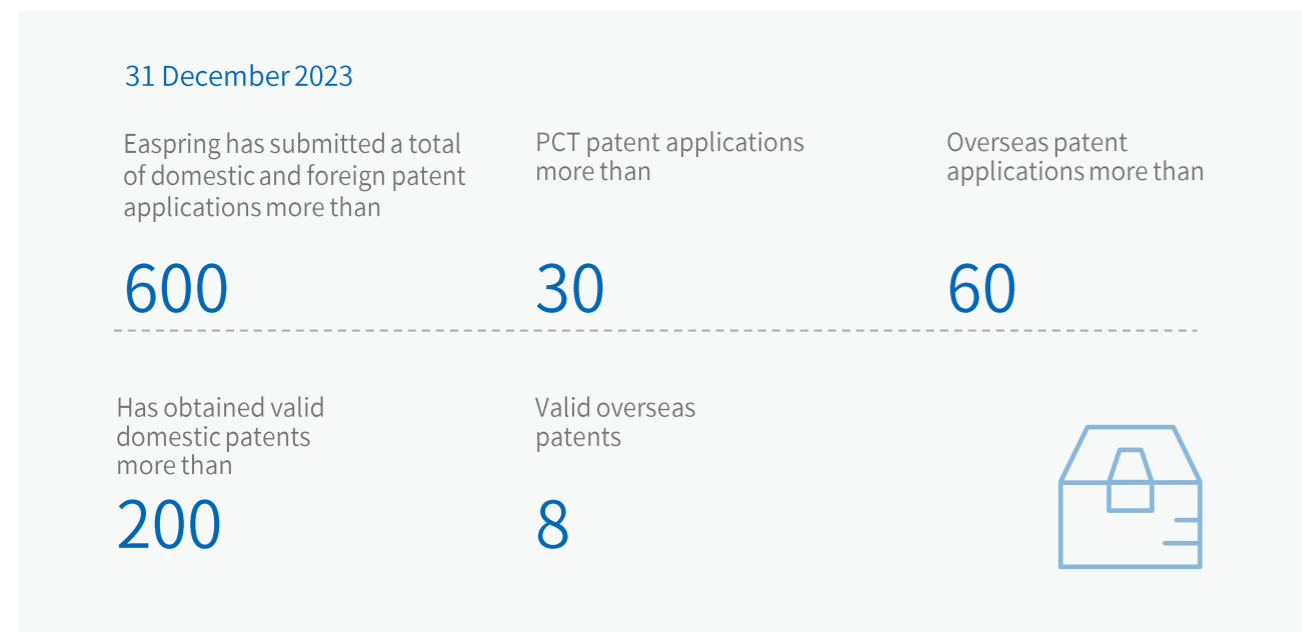 31 December 2023
Easpring has submitted a total
of domestic and foreign patent
applications more than
600
PCT patent applications
more than
30
Overseas patent
applications more than
60
Has obtained valid
domestic patents
more than
200
Valid overseas
patents
8